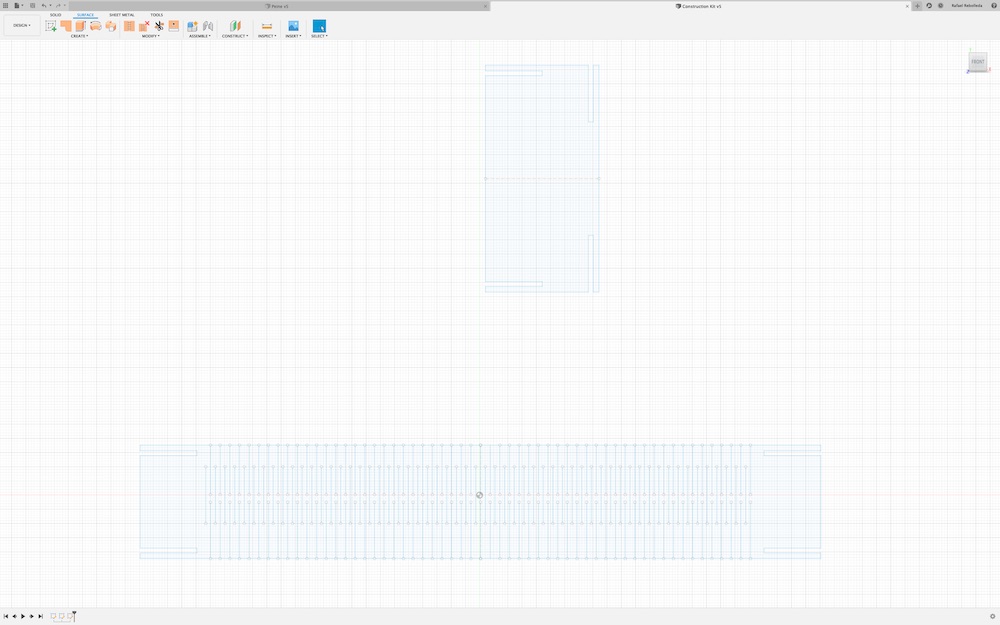 Home v5
Construction Kit v5
Rafael Rebolleda
SOLID SURFACE SHEET METAL TOOLS
DESIGN
CREATE MODIFY ASSEMBLE CONSTRUCT INSPECT INSERT SELECT
FRONT